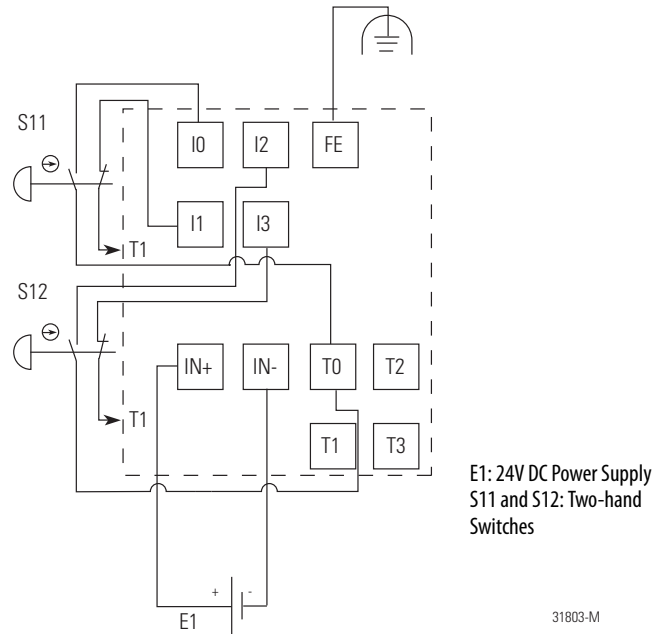 S11
I0
I2
FE
I1
I3
T1
S12
IN+
IN-
T0
T2
T1
T1
T3
E1: 24V DC Power Supply
S11 and S12: Two-hand
Switches
+
-
E1
31803-M